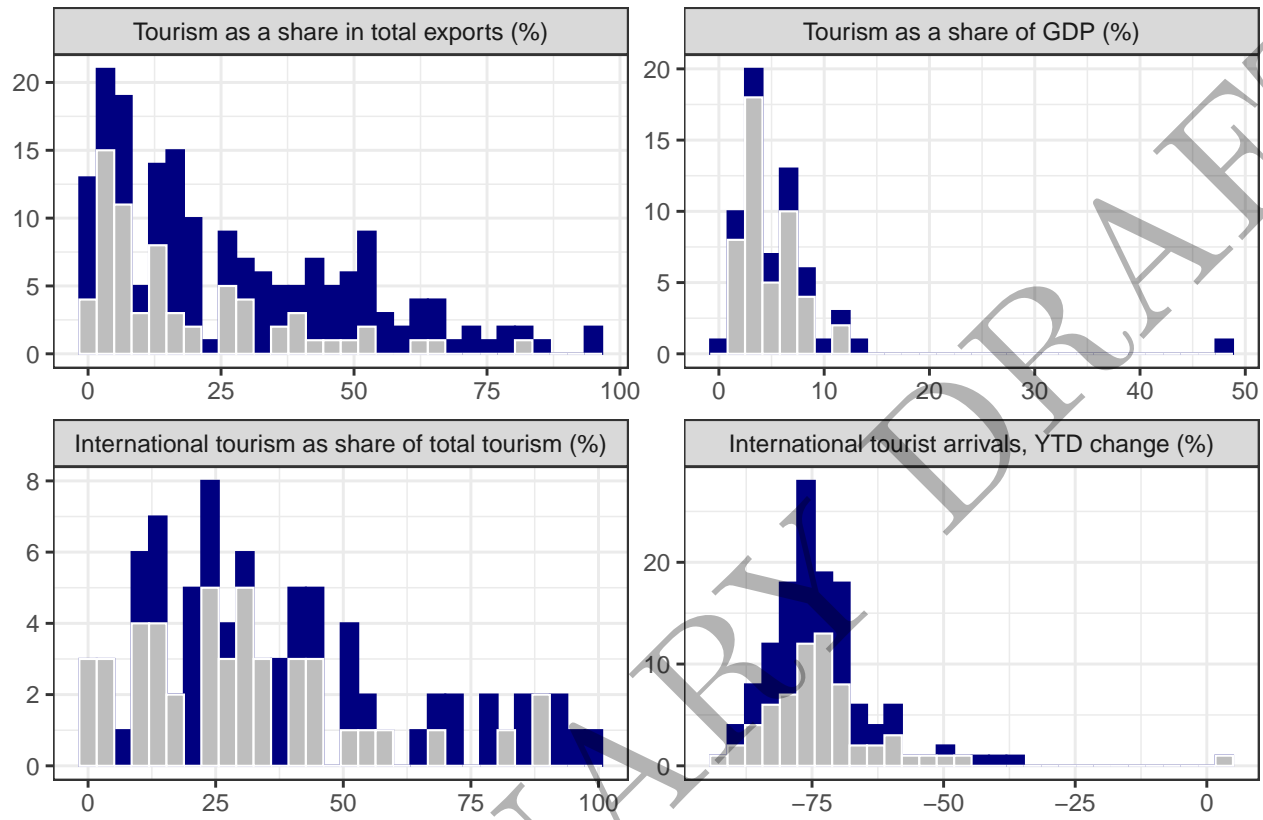 Tourism as a share in total exports (%)
Tourism as a share of GDP (%)
20
15
10
5
0
0 25 50 75 100
20
15
10
5
0
0 10 20 30 40 50
International tourism as share of total tourism (%)
International tourist arrivals, YTD change (%)
8
6
4
2
0
0 25 50 75 100
20
10
0
−75 −50 −25 0
ARY DRAFT